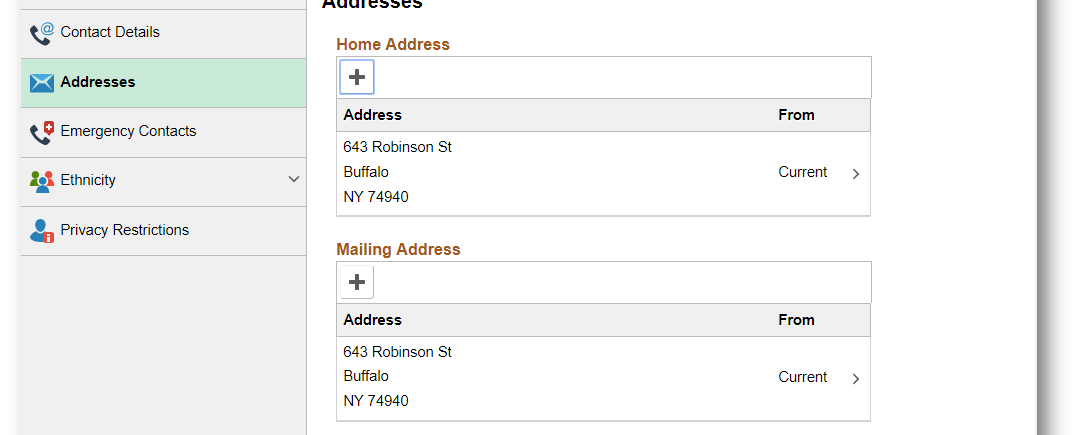 Addresses
Contact Details
Addresses
Emergency Contacts
Ethnicity
Privacy Restrictions
Home Address
Address From
643 Robinson St
Buffalo Current
NY 74940
Mailing Address
Address From
643 Robinson St
Buffalo Current
NY 74940